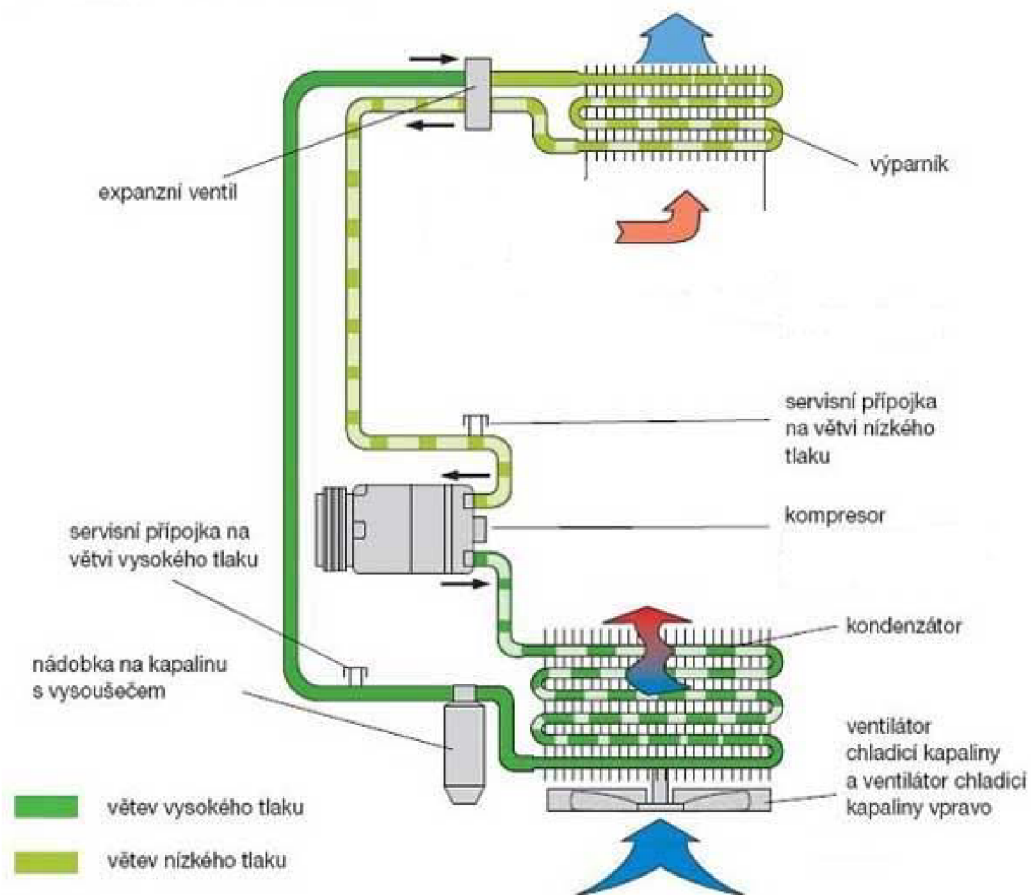 výparník
expanzní ventil
servisní přípojka
na větvi nízkého
tlaku
kompresor
servisní přípojka na
větvi vysokého tlaku
kondenzátor
nádobka na kapalinu
s vysoušečem
ventilátor
chladicí kapaliny
a ventilátor chladicí
kapaliny vpravo
větev vysokého tlaku
větev nízkého tlaku